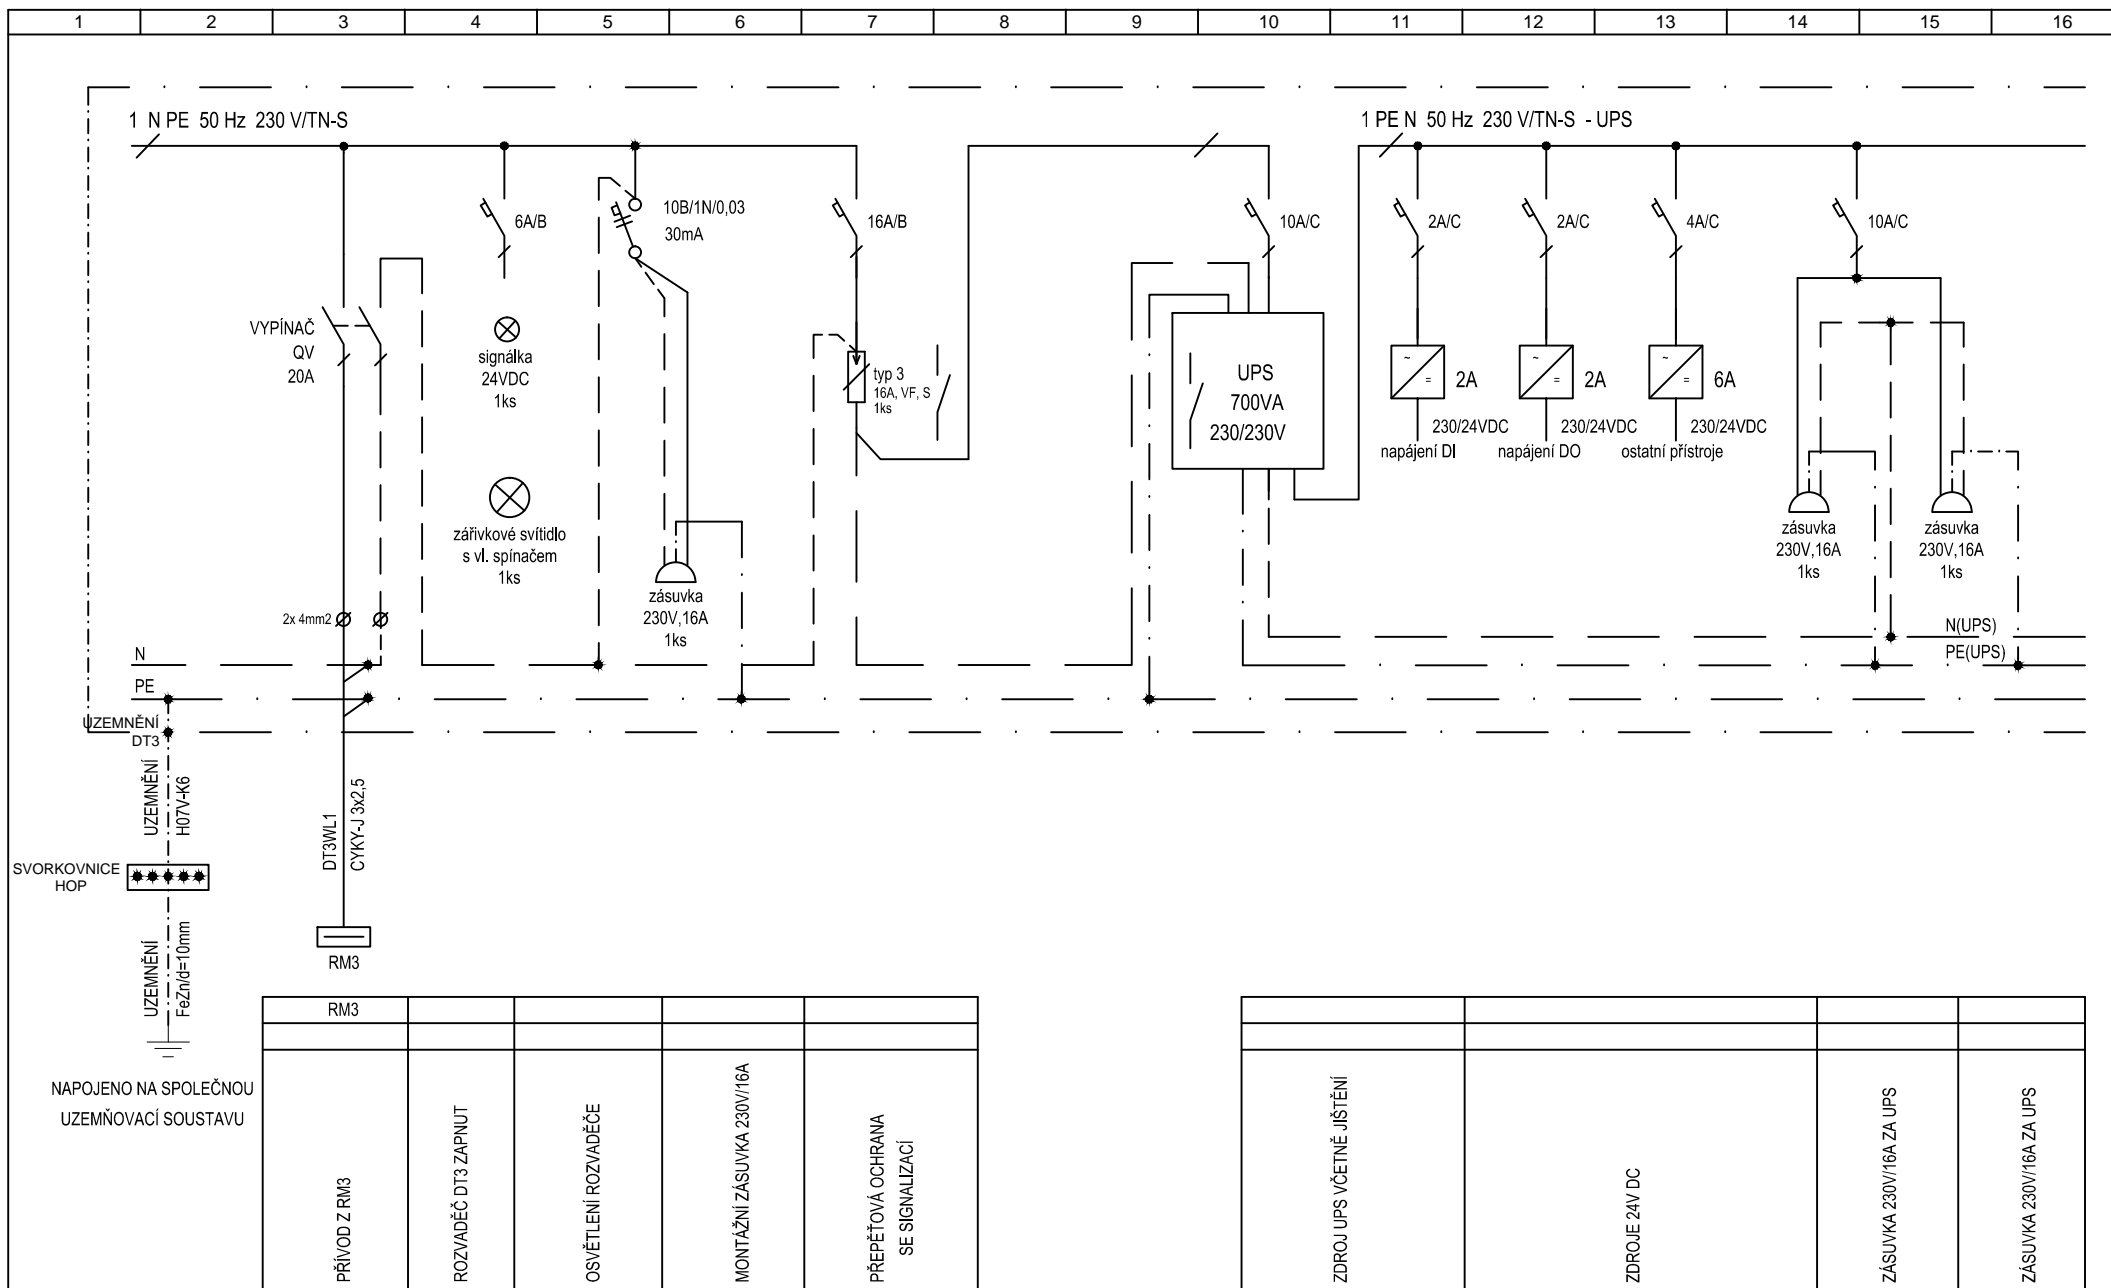 1 2 3 4 5 6 7 8 9 10 11 12 13 14 15 16
1 N PE 50 Hz 230 V/TN-S
1 PE N 50 Hz 230 V/TN-S - UPS
6A/B
10B/1N/0,03
30mA
16A/B
10A/C
2A/C
2A/C
4A/C
10A/C
VYPÍNAČ
QV
20A
signálka
24VDC
1ks
typ 3
16A, VF, S
1ks
UPS
700VA
230/230V
~
=
2A
230/24VDC
napájení DI
~
=
2A
230/24VDC
napájení DO
~
=
6A
230/24VDC
ostatní přístroje
zářivkové svítidlo
s vl. spínačem
1ks
zásuvka
230V,16A
1ks
zásuvka
230V,16A
1ks
zásuvka
230V,16A
1ks
2x 4mm2
N
PE
N(UPS)
PE(UPS)
UZEMNĚNÍ
DT3
UZEMNĚNÍ
H07V-K6
DT3WL1
CYKY-J 3x2,5
SVORKOVNICE
HOP
UZEMNĚNÍ
FeZn/d=10mm
RM3
NAPOJENO NA SPOLEČNOU
UZEMŇOVACÍ SOUSTAVU
RM3
PŘÍVOD Z RM3
ROZVADĚČ DT3 ZAPNUT
OSVĚTLENÍ ROZVADĚČE
MONTÁŽNÍ ZÁSUVKA 230V/16A
PŘEPĚŤOVÁ OCHRANA
SE SIGNALIZACÍ
ZDROJ UPS VČETNĚ JIŠTĚNÍ
ZDROJE 24V DC
ZÁSUVKA 230V/16A ZA UPS
ZÁSUVKA 230V/16A ZA UPS